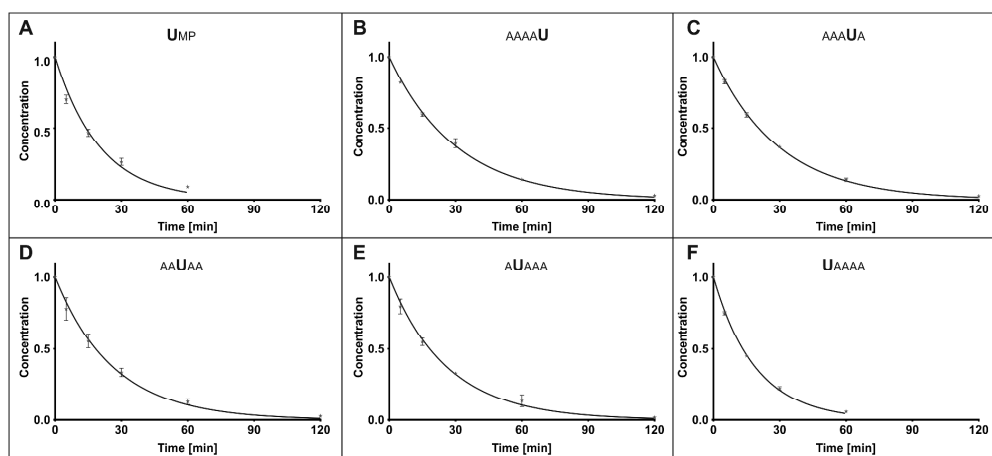 A
UMP
1.0
0.5
0.0
Concentration
0 30 60 90 120
Time [min]
B
AAAAU
1.0
0.5
0.0
Concentration
0 30 60 90 120
Time [min]
C
AAAUA
1.0
0.5
0.0
Concentration
0 30 60 90 120
Time [min]
D
AAUAA
1.0
0.5
0.0
Concentration
0 30 60 90 120
Time [min]
E
AUAAA
1.0
0.5
0.0
Concentration
0 30 60 90 120
Time [min]
F
UAAAA
1.0
0.5
0.0
Concentration
0 30 60 90 120
Time [min]